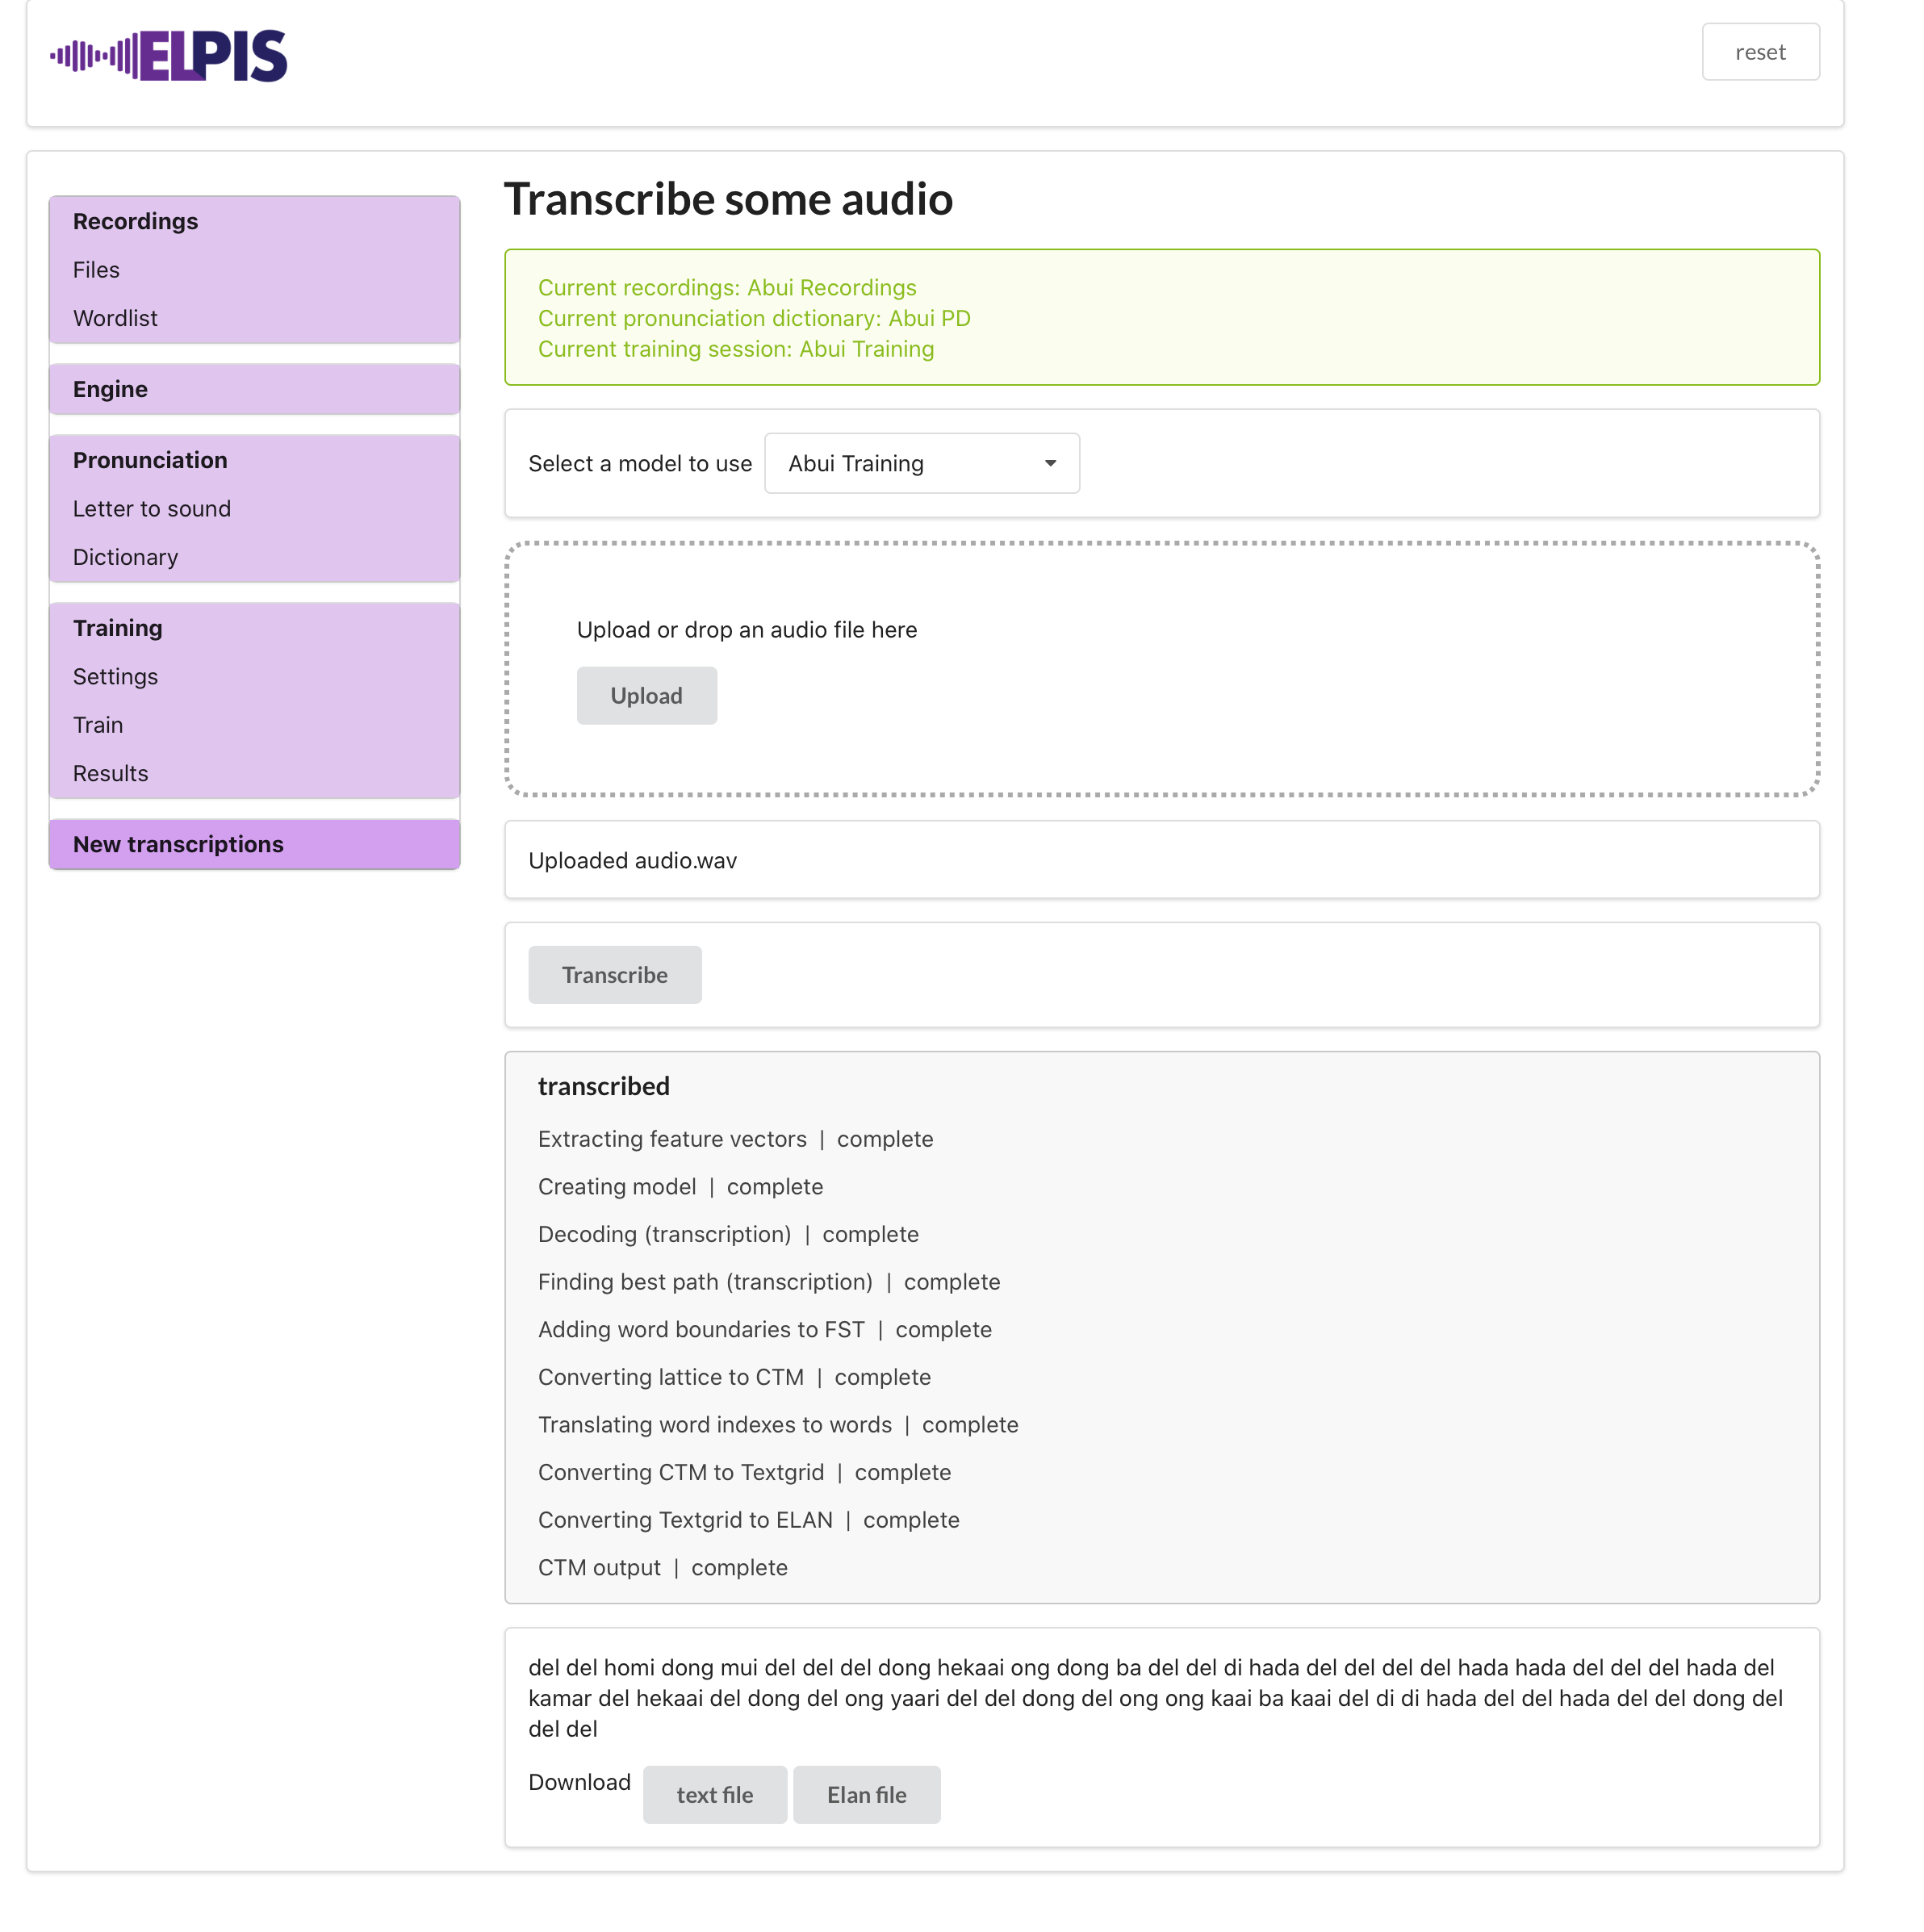 ELPIS
reset
Recordings
Files
Wordlist
Engine
Pronunciation
Letter to sound
Dictionary
Training
Settings
Train
Results
New transcriptions
Transcribe some audio
Current recordings: Abui Recordings
Current pronunciation dictionary: Abui PD
Current training session: Abui Training
Select a model to use Abui Training
Upload or drop an audio file here
Upload
Uploaded audio.wav
Transcribe
transcribed
Extracting feature vectors | complete
Creating model | complete
Decoding (transcription) | complete
Finding best path (transcription) | complete
Adding word boundaries to FST | complete
Converting lattice to CTM | complete
Translating word indexes to words | complete
Converting CTM to Textgrid | complete
Converting Textgrid to ELAN | complete
CTM output | complete
del del homi dong mui del del del dong hekaai ong dong ba del del di hada del del del del hada hada del del del hada del
kamar del hekaai del dong del ong yaari del del dong del ong ong kaai ba kaai del di di hada del del hada del del dong del
del del
Download text file Elan file